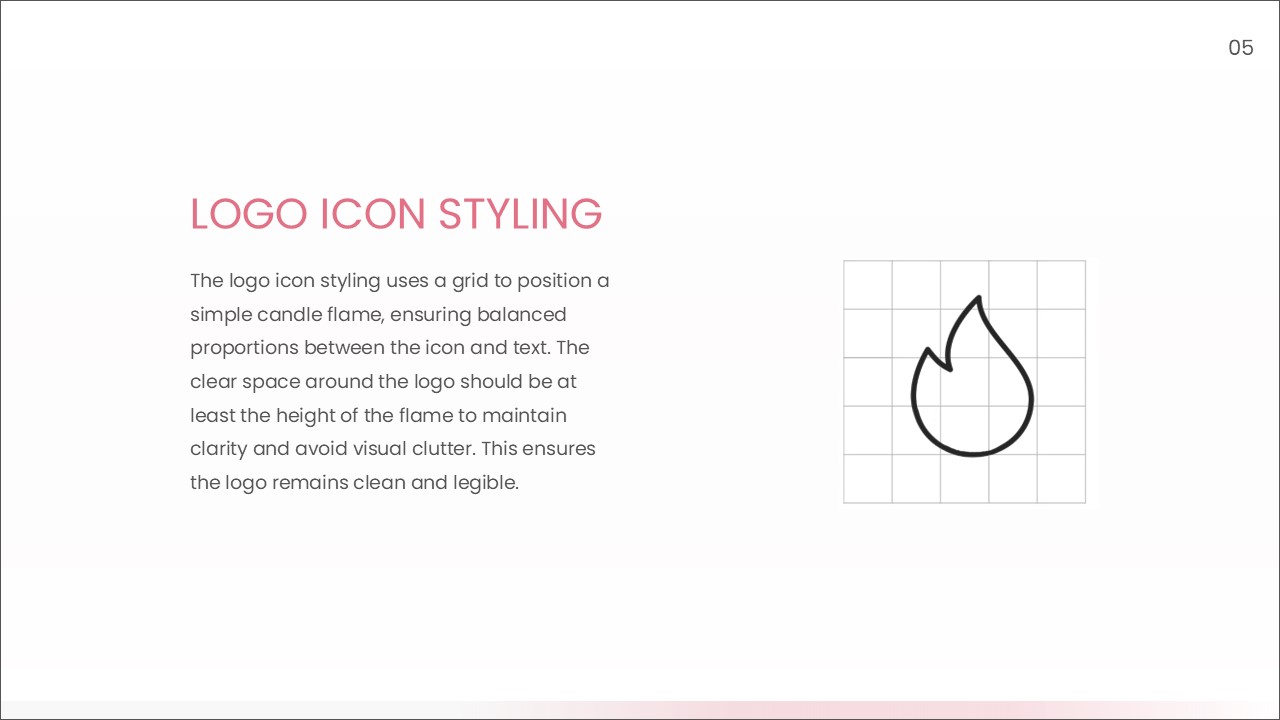 05
LOGO ICON STYLING
The logo icon styling uses a grid to position a
simple candle flame, ensuring balanced
proportions between the icon and text. The
clear space around the logo should be at
least the height of the flame to maintain
clarity and avoid visual clutter. This ensures
the logo remains clean and legible.